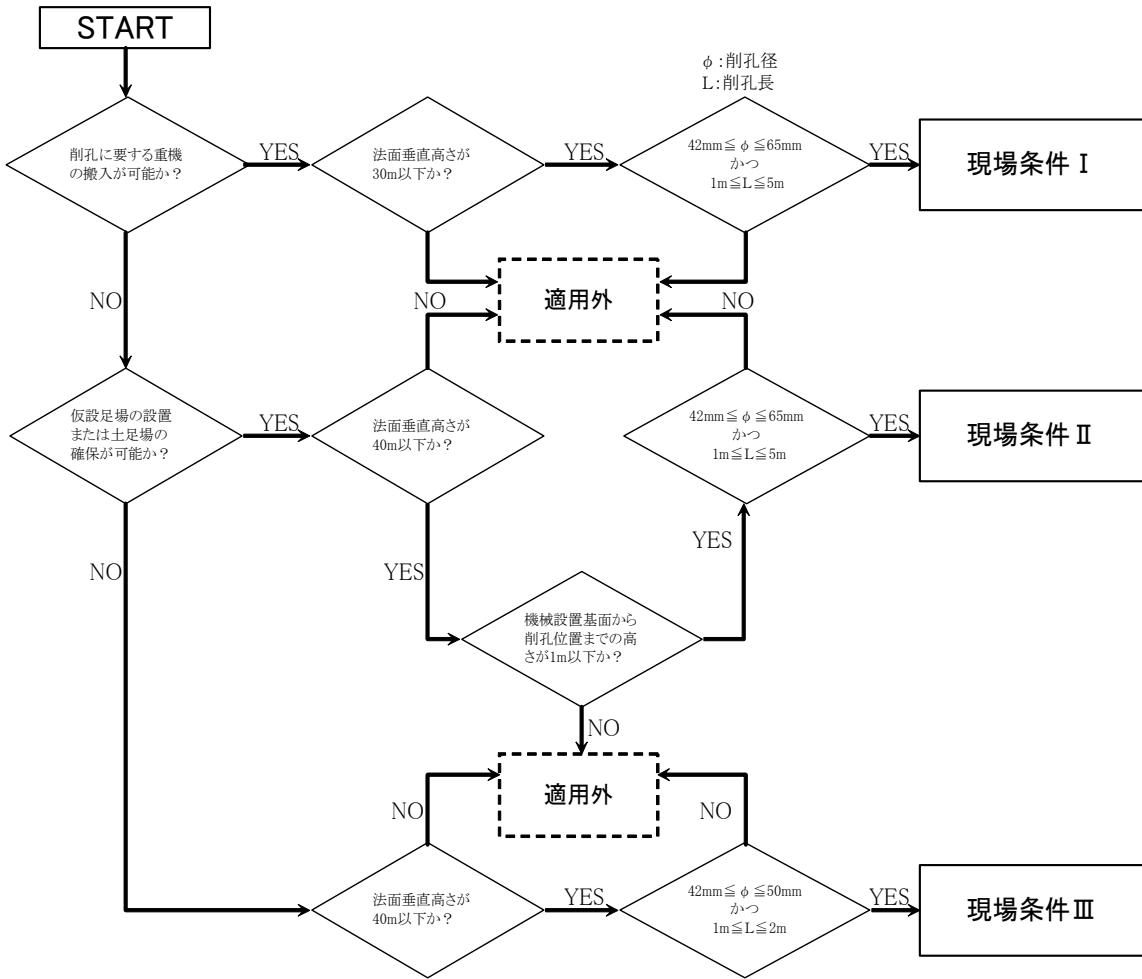 START
φ:削孔径
L:削孔長
削孔に要する重機
の搬入が可能か？
YES
法面垂直高さが
30m以下か？
YES
42mm≦φ≦65mm
かつ
1m≦L≦5m
YES
現場条件Ⅰ
NO
適用外
NO
NO
仮設足場の設置
または土足場の
確保が可能か？
YES
法面垂直高さが
40m以下か？
42mm≦φ≦65mm
かつ
1m≦L≦5m
YES
現場条件Ⅱ
NO
YES
YES
機械設置基面から
削孔位置までの高
さが1m以下か？
NO
適用外
NO
NO
法面垂直高さが
40m以下か？
YES
42mm≦φ≦50mm
かつ
1m≦L≦2m
YES
現場条件Ⅲ